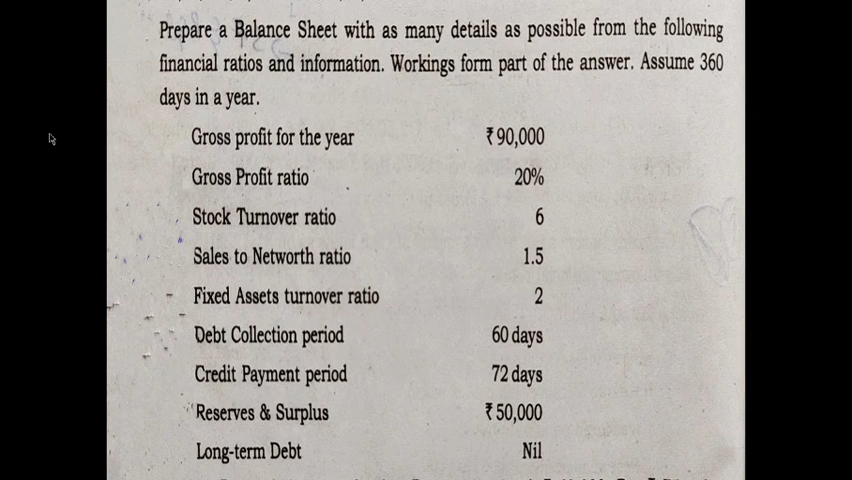 Prepare a Balance Sheet with as many details as possible from the following
financial ratios and information. Workings form part of the answer. Assume 360
days in a year.
Gross profit for the year ₹90,000
Gross Profit ratio 20%
Stock Turnover ratio 6
Sales to Networth ratio 1.5
Fixed Assets turnover ratio 2
Debt Collection period 60 days
Credit Payment period 72 days
Reserves & Surplus ₹50,000
Long-term Debt Nil